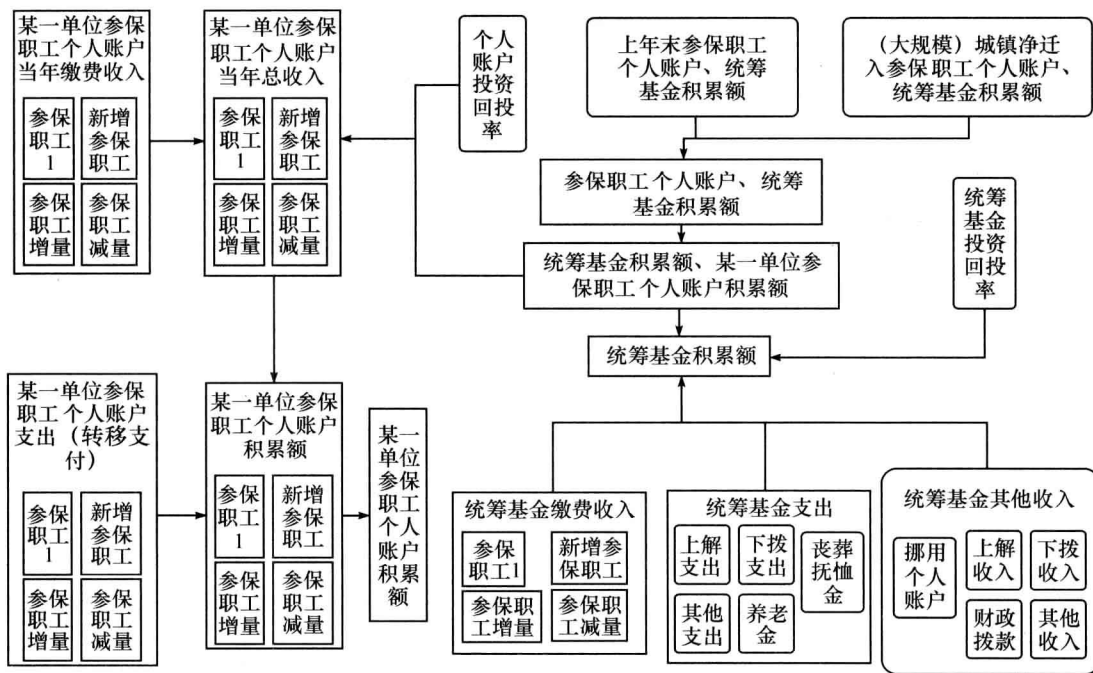 某一单位参保
职工个人账户
当年缴费收入
参保
职工
1
新增
参保
职工
参保
职工
增量
参保
职工
减量
某一单位参保
职工个人账户
当年总收入
参保
职工
1
新增
参保
职工
参保
职工
增量
参保
职工
减量
个人
账户
投资
回投
率
上年末参保职工
个人账户、统筹
基金积累额
（大规模）城镇净迁
入参保职工个人账户、
统筹基金积累额
参保职工个人账户、统筹
基金积累额
统筹基金积累额、某一单位参
保职工个人账户积累额
统筹
基金
投资
回投
率
统筹基金积累额
某一单位参保
职工个人账户
支出（转移支
付）
参保
职工
1
新增
参保
职工
参保
职工
增量
参保
职工
减量
某一单位参保
职工个人账户
积累额
参保
职工
1
新增
参保
职工
参保
职工
增量
参保
职工
减量
某一
单位
参保
职工
个人
账户
积累
额
统筹基金缴费收入
参保
职工1
新增参
保职工
参保职
工增量
参保职
工减量
统筹基金支出
上解
支出
下拨
支出
丧葬
抚恤
金
其他
支出
养老
金
统筹基金其他收入
挪用
个人
账户
上解
收入
下拨
收入
财政
拨款
其他
收入